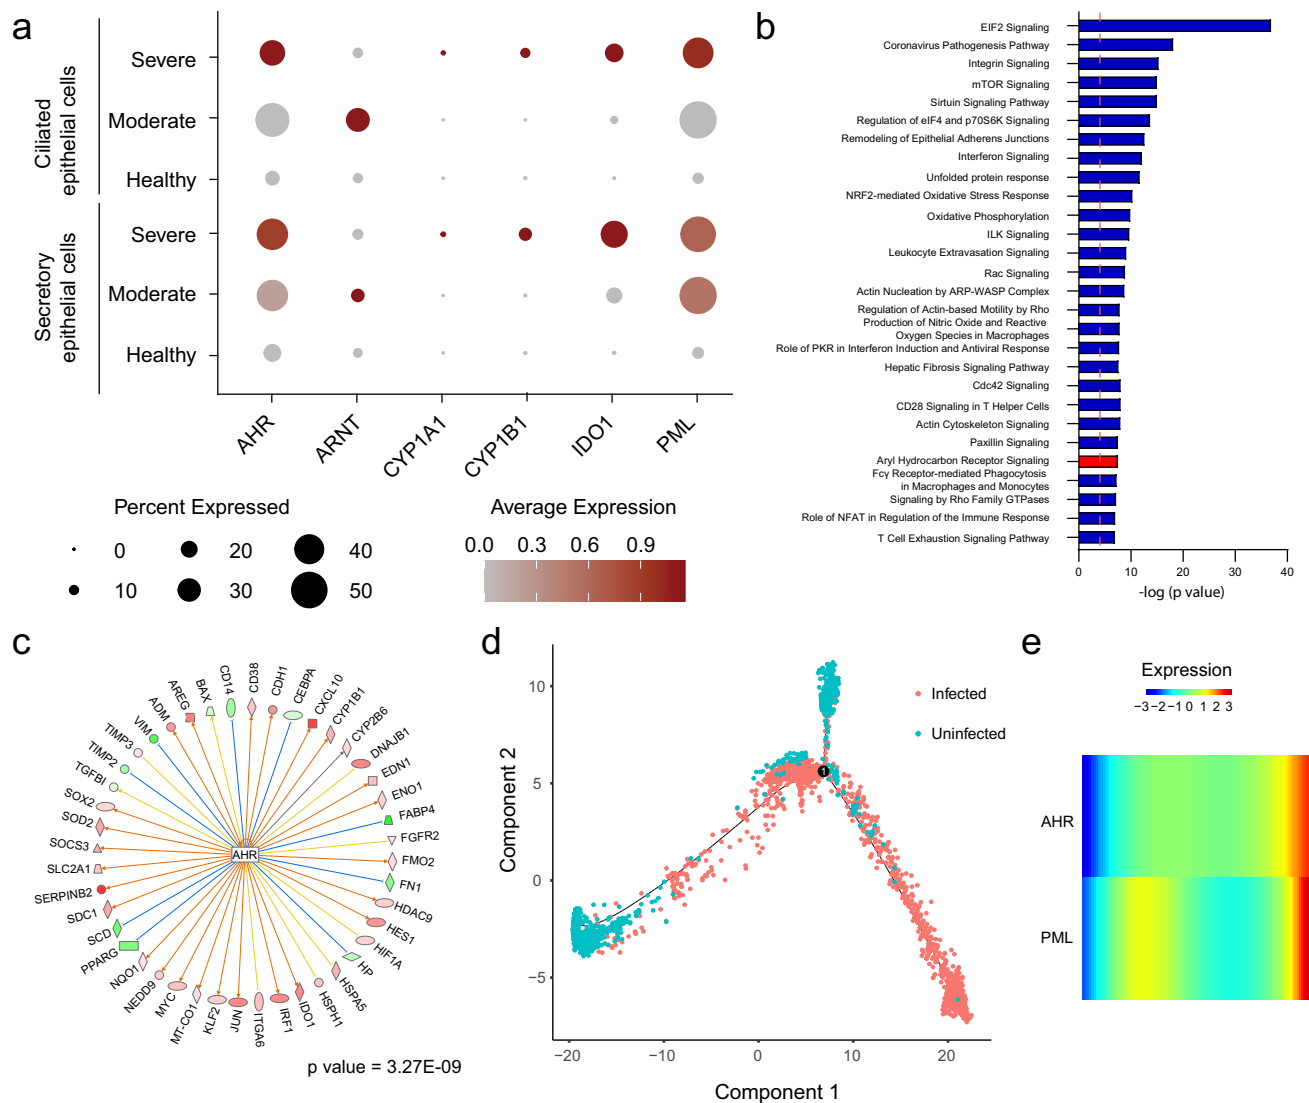 a
Ciliated
epithelial cells
Severe
Moderate
Healthy
Secretory
epithelial cells
Severe
Moderate
Healthy
AHR
ARNT
CYP1A1
CYP1B1
IDO1
PML
Percent Expressed
0
20
40
10
30
50
Average Expression
0.0
0.3
0.6
0.9
b
EIF2 Signaling
Coronavirus Pathogenesis Pathway
Integrin Signaling
mTOR Signaling
Sirtuin Signaling Pathway
Regulation of eIF4 and p70S6K Signaling
Remodeling of Epithelial Adherens Junctions
Interferon Signaling
Unfolded protein response
NRF2-mediated Oxidative Stress Response
Oxidative Phosphorylation
ILK Signaling
Leukocyte Extravasation Signaling
Rac Signaling
Actin Nucleation by ARP-WASP Complex
Regulation of Actin-based Motility by Rho
Production of Nitric Oxide and Reactive
Oxygen Species in Macrophages
Role of PKR in Interferon Induction and Antiviral Response
Hepatic Fibrosis Signaling Pathway
Cdc42 Signaling
CD28 Signaling in T Helper Cells
Actin Cytoskeleton Signaling
Paxillin Signaling
Aryl Hydrocarbon Receptor Signaling
Fcγ Receptor-mediated Phagocytosis
in Macrophages and Monocytes
Signaling by Rho Family GTPases
Role of NFAT in Regulation of the Immune Response
T Cell Exhaustion Signaling Pathway
0
10
20
30
40
-log (p value)
c
AHR
CD14
CD38
CDH1
CEBPA
CXCL10
CYP1B1
CYP2B6
DNAJB1
EDN1
ENO1
FABP4
FGFR2
FMO2
FN1
HDAC9
HES1
HIF1A
HP
HSPA5
HSPH1
IDO1
IRF1
ITGA6
JUN
KLF2
MT-CO1
MYC
NEDD9
NQO1
PPARG
SCD
SDC1
SERPINB2
SLC2A1
SOCS3
SOD2
SOX2
TGFBI
TIMP2
TIMP3
VIM
ADM
AREG
BAX
p value = 3.27E-09
d
Component 2
10
5
0
−5
−20
−10
0
10
20
Component 1
1
Infected
Uninfected
e
Expression
−3 −2 −1 0 1 2 3
AHR
PML